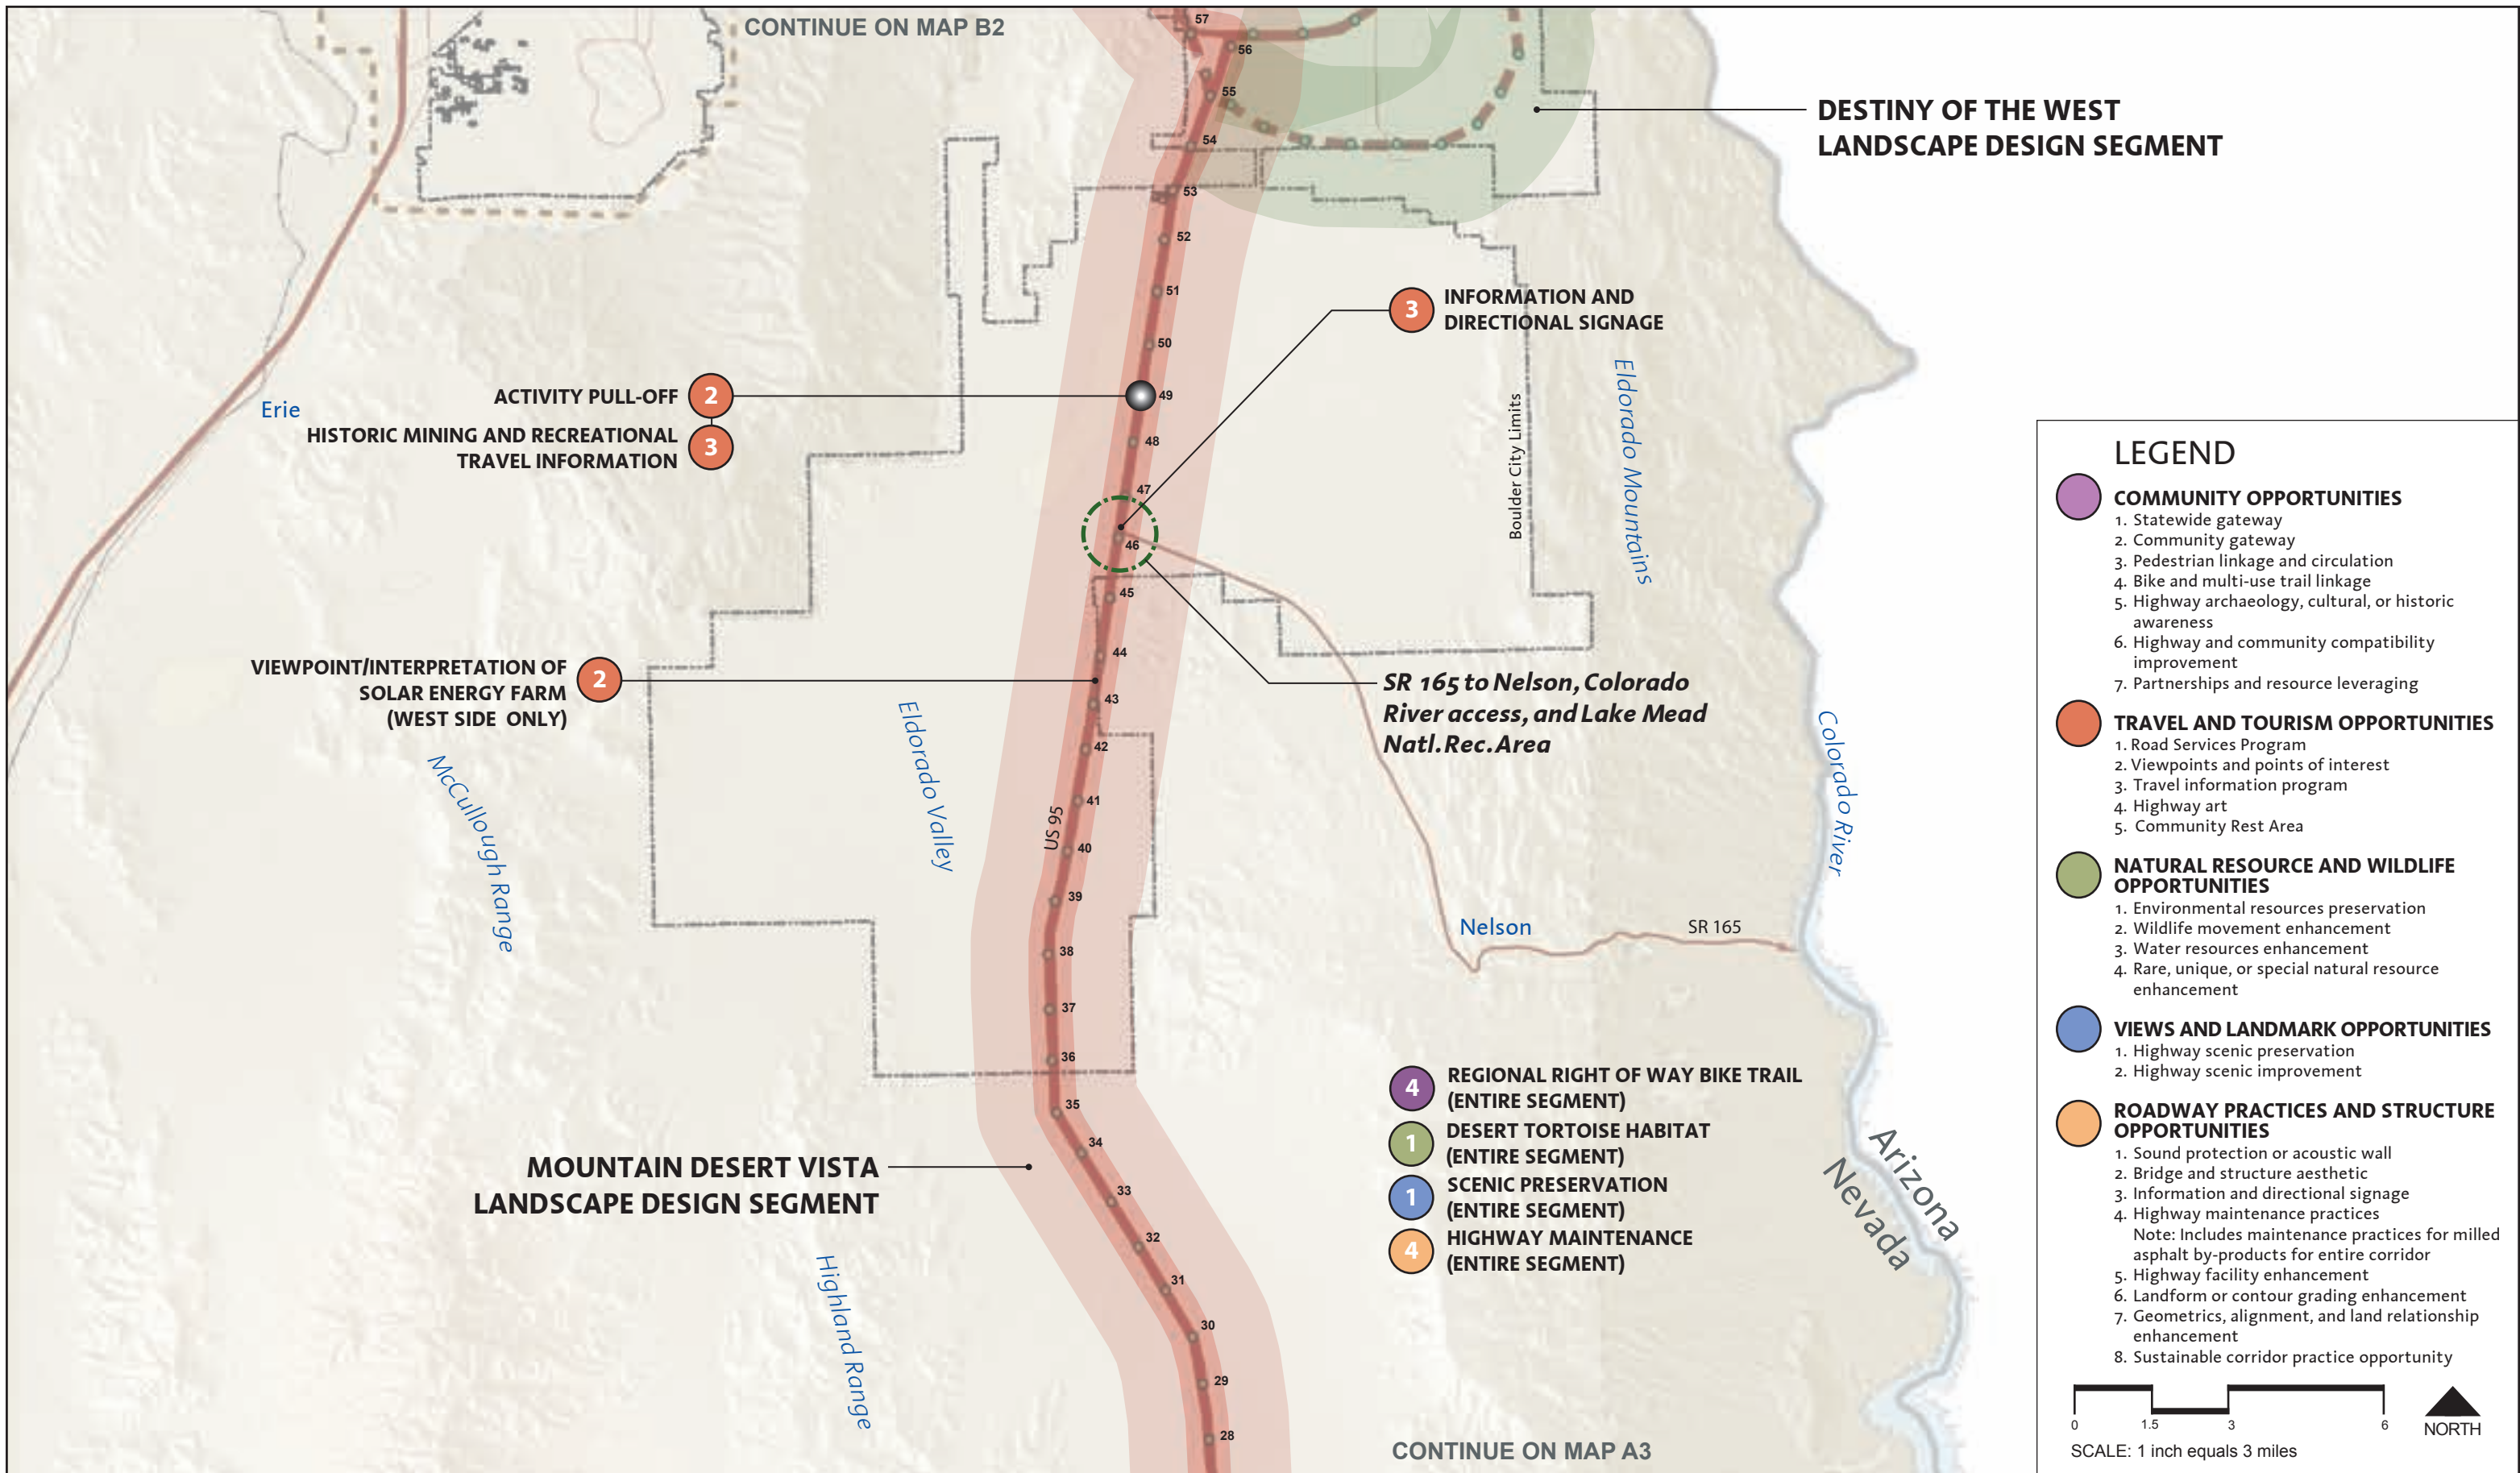 CONTINUE ON MAP B2
57
56
55
54
53
52
51
50
49
48
47
46
45
44
43
42
41
40
39
38
37
36
35
34
33
32
31
30
29
28
DESTINY OF THE WEST
LANDSCAPE DESIGN SEGMENT
3
INFORMATION AND
DIRECTIONAL SIGNAGE
ACTIVITY PULL-OFF
2
HISTORIC MINING AND RECREATIONAL
TRAVEL INFORMATION
3
Erie
Boulder City Limits
Eldorado Mountains
VIEWPOINT/INTERPRETATION OF
SOLAR ENERGY FARM
(WEST SIDE ONLY)
2
SR 165 to Nelson, Colorado
River access, and Lake Mead
Natl.Rec.Area
McCullough Range
Eldorado Valley
US 95
Colorado River
Nelson
SR 165
MOUNTAIN DESERT VISTA
LANDSCAPE DESIGN SEGMENT
Highland Range
4
REGIONAL RIGHT OF WAY BIKE TRAIL
(ENTIRE SEGMENT)
1
DESERT TORTOISE HABITAT
(ENTIRE SEGMENT)
1
SCENIC PRESERVATION
(ENTIRE SEGMENT)
4
HIGHWAY MAINTENANCE
(ENTIRE SEGMENT)
Arizona
Nevada
CONTINUE ON MAP A3
LEGEND
COMMUNITY OPPORTUNITIES
1. Statewide gateway
2. Community gateway
3. Pedestrian linkage and circulation
4. Bike and multi-use trail linkage
5. Highway archaeology, cultural, or historic
awareness
6. Highway and community compatibility
improvement
7. Partnerships and resource leveraging
TRAVEL AND TOURISM OPPORTUNITIES
1. Road Services Program
2. Viewpoints and points of interest
3. Travel information program
4. Highway art
5. Community Rest Area
NATURAL RESOURCE AND WILDLIFE
OPPORTUNITIES
1. Environmental resources preservation
2. Wildlife movement enhancement
3. Water resources enhancement
4. Rare, unique, or special natural resource
enhancement
VIEWS AND LANDMARK OPPORTUNITIES
1. Highway scenic preservation
2. Highway scenic improvement
ROADWAY PRACTICES AND STRUCTURE
OPPORTUNITIES
1. Sound protection or acoustic wall
2. Bridge and structure aesthetic
3. Information and directional signage
4. Highway maintenance practices
Note: Includes maintenance practices for milled
asphalt by-products for entire corridor
5. Highway facility enhancement
6. Landform or contour grading enhancement
7. Geometrics, alignment, and land relationship
enhancement
8. Sustainable corridor practice opportunity
0 1.5 3 6
NORTH
SCALE: 1 inch equals 3 miles